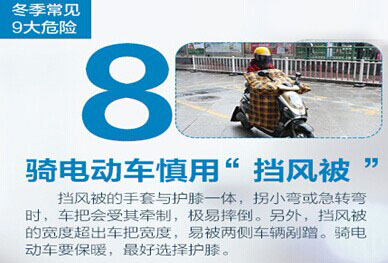 冬季常见
9大危险
8
骑电动车慎用“挡风被”
挡风被的手套与护膝一体，拐小弯或急转弯
时，车把会受其牵制，极易摔倒。另外，挡风被
的宽度超出车把宽度，易被两侧车辆剐蹭。骑电
动车要保暖，最好选择护膝。